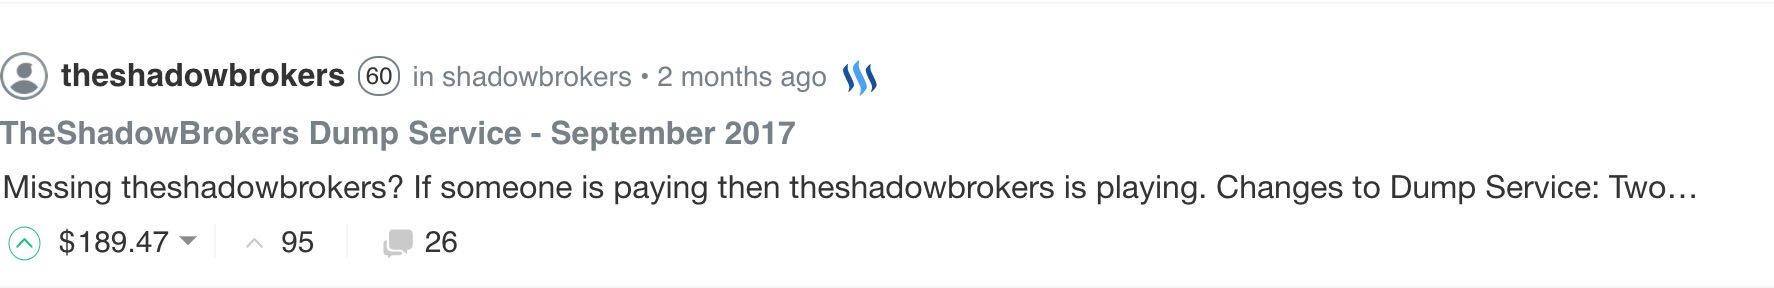 theshadowbrokers 60 in shadowbrokers • 2 months ago
TheShadowBrokers Dump Service - September 2017
Missing theshadowbrokers? If someone is paying then theshadowbrokers is playing. Changes to Dump Service: Two...
$189.47 95 26